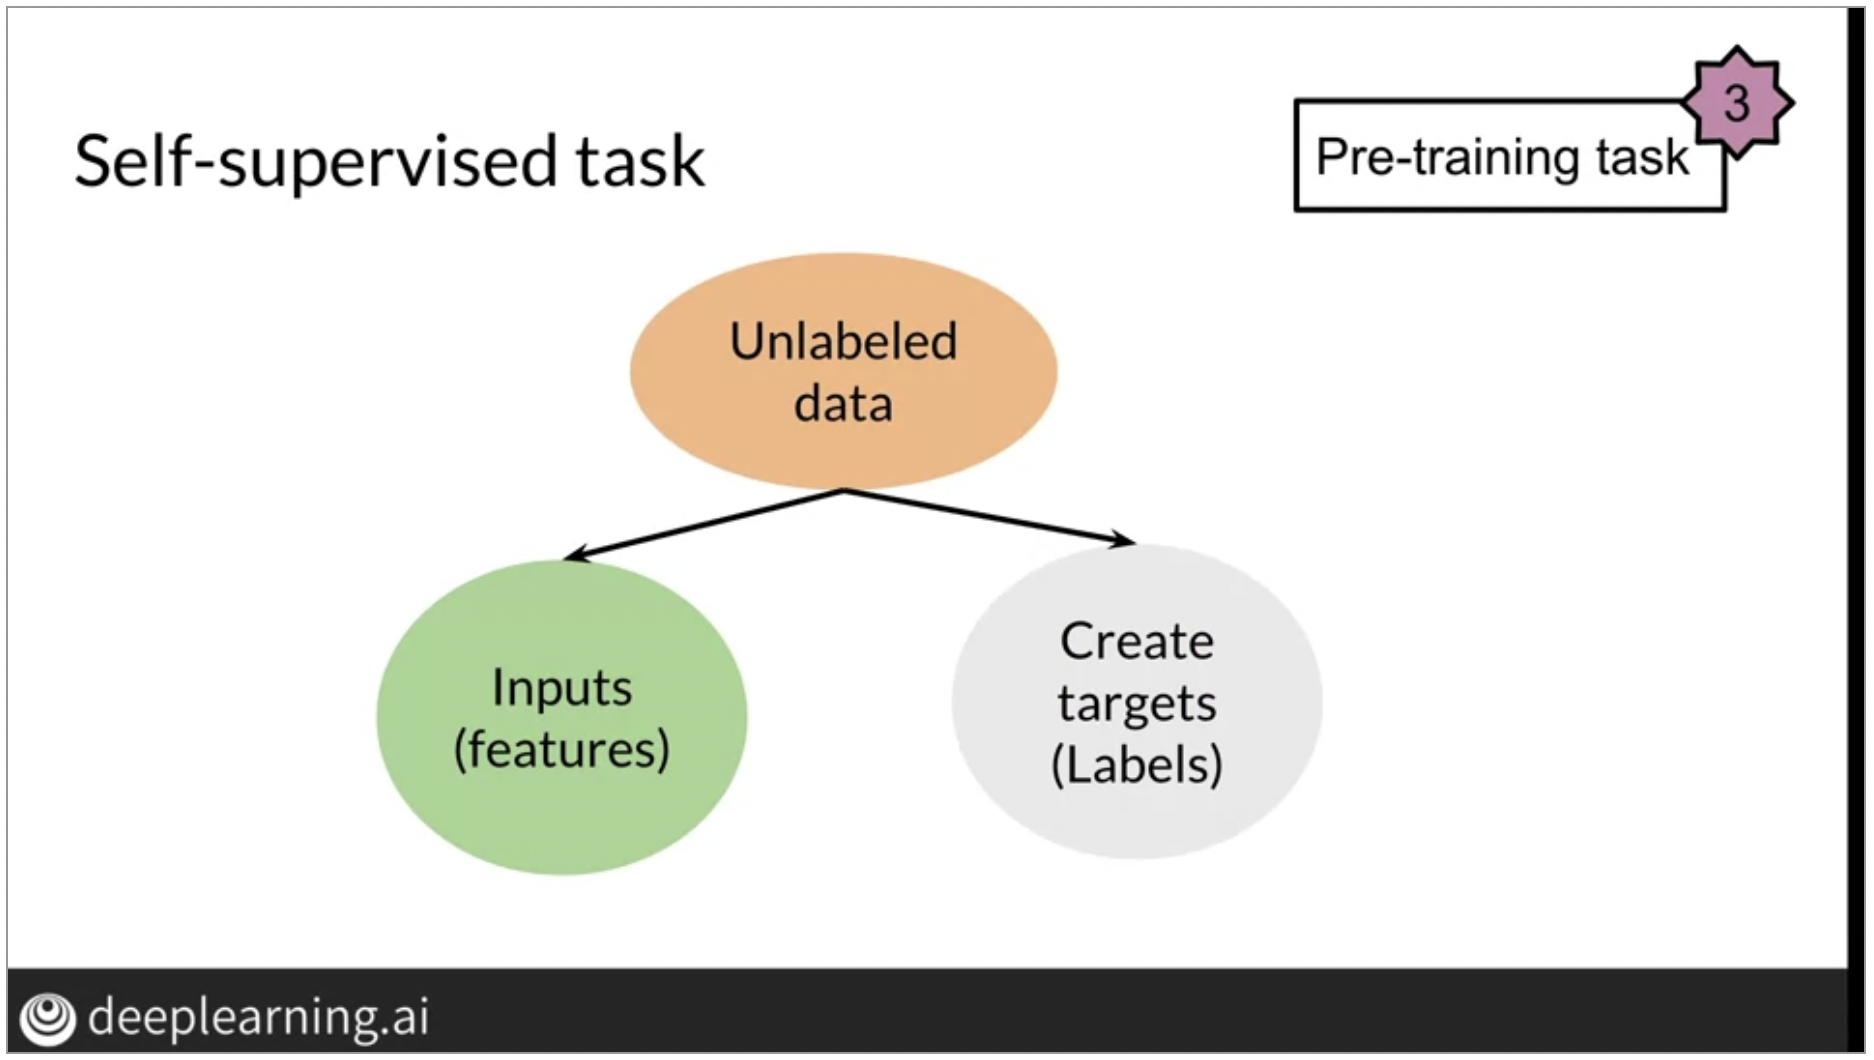 Self-supervised task
3
Pre-training task
Unlabeled
data
Inputs
(features)
Create
targets
(Labels)
deeplearning.ai